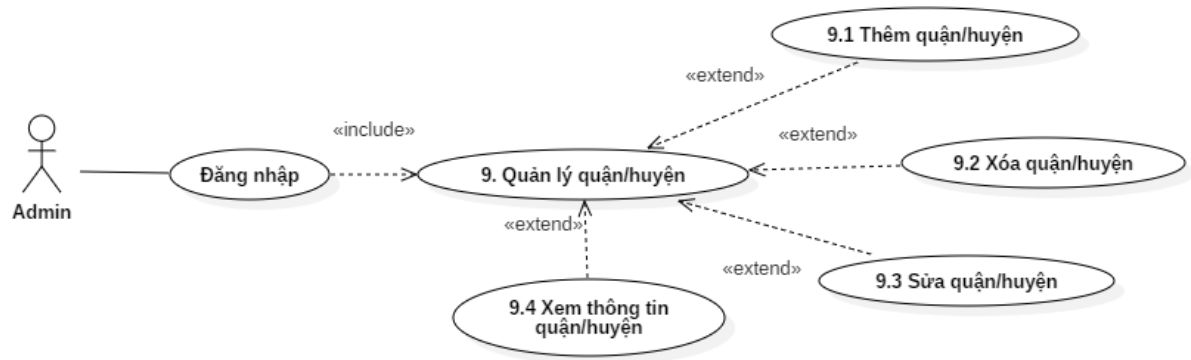 9.1 Thêm quận/huyện
«extend»
«include»
«extend»
Đăng nhập
9. Quản lý quận/huyện
9.2 Xóa quận/huyện
Admin
«extend»
«extend»
9.3 Sửa quận/huyện
9.4 Xem thông tin
quận/huyện